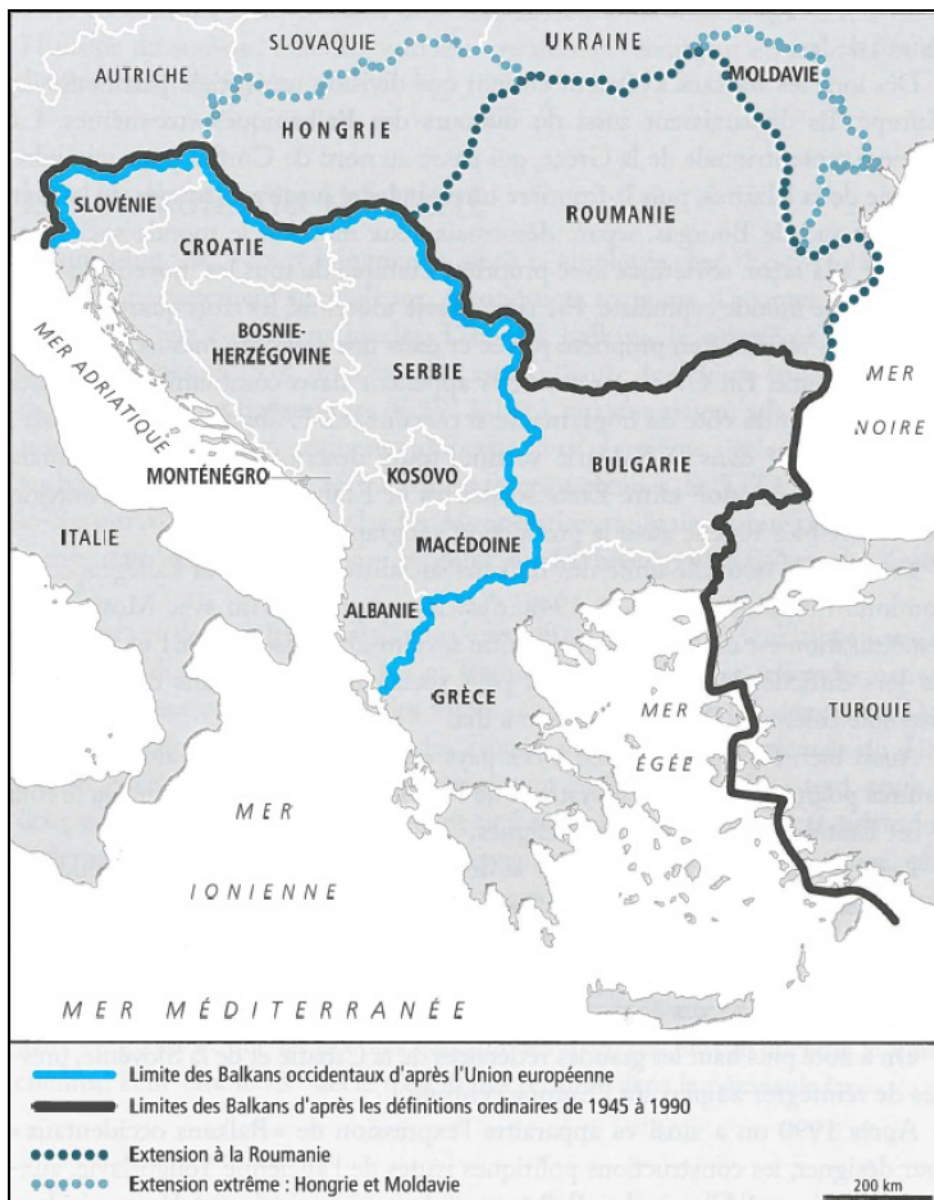 SLOVAQUIE
UKRAINE
AUTRICHE
MOLDAVIE
HONGRIE
SLOVÉNIE
ROUMANIE
CROATIE
BOSNIE-
HERZÉGOVINE
SERBIE
MER ADRIATIQUE
MER
NOIRE
MONTÉNÉGRO
KOSOVO
BULGARIE
ITALIE
MACÉDOINE
ALBANIE
GRÈCE
MER
ÉGÉE
TURQUIE
MER
IONIENNE
MER MÉDITERRANÉE
Limite des Balkans occidentaux d'après l'Union européenne
Limites des Balkans d'après les définitions ordinaires de 1945 à 1990
Extension à la Roumanie
Extension extrême : Hongrie et Moldavie
200 km